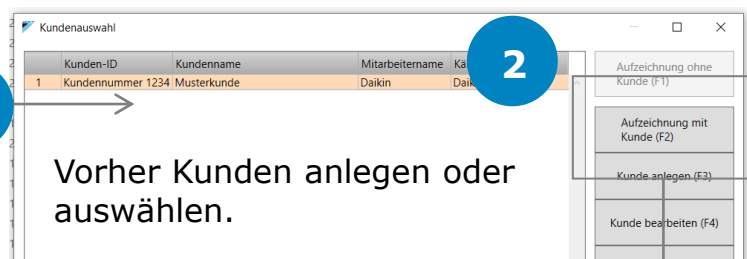 Kundenauswahl
2
Kunden-ID Kundenname Mitarbeitername
Aufzeichnung ohne
Kunde (F1)
1 Kundennummer 1234 Musterkunde Daikin
Aufzeichnung mit
Kunde (F2)
Vorher Kunden anlegen oder
auswählen.
Kunde anlegen (F3)
Kunde bearbeiten (F4)